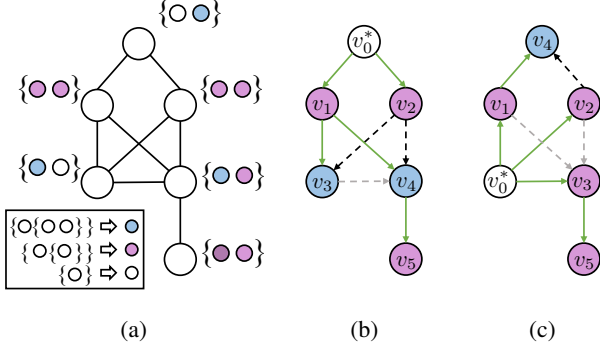 { }
{ } { }
{ } { }
{ { } } ⇨
{ { } } ⇨
{ } ⇨
{ }
(a)
v₀*
v₁ v₂
v₃ v₄
v₅
(b)
v₄
v₁ v₂
v₀* v₃
v₅
(c)